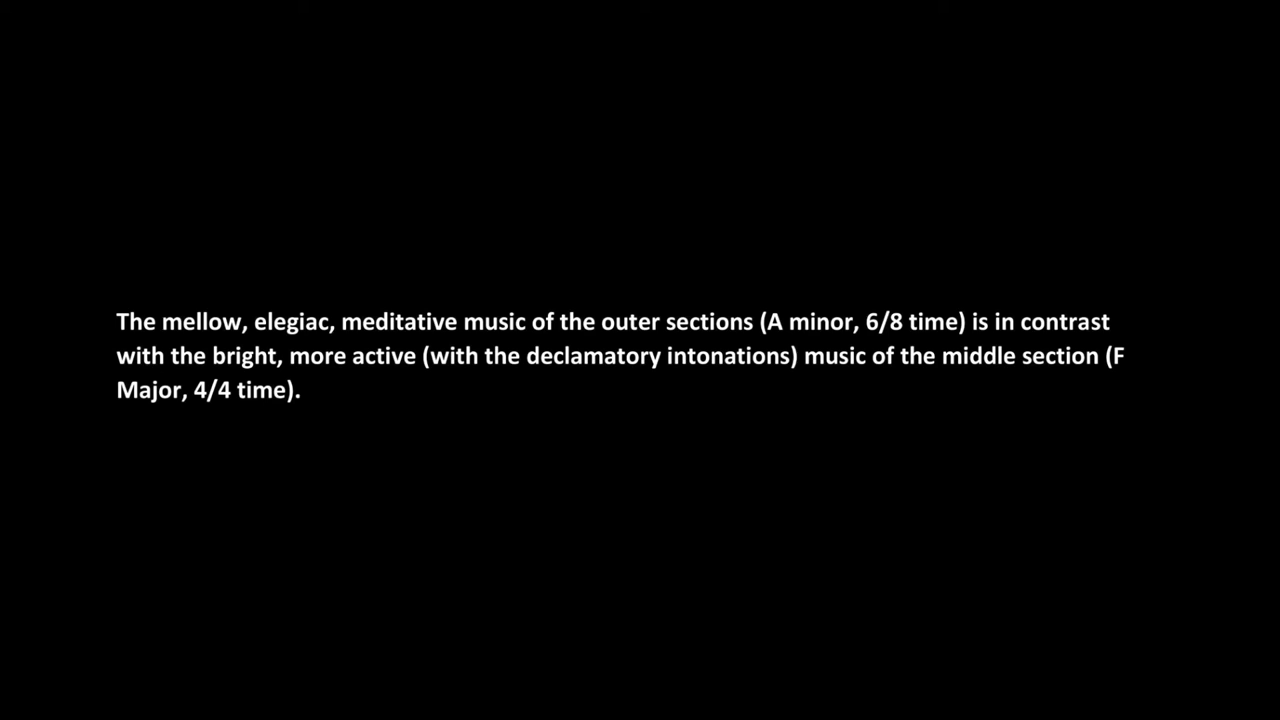 The mellow, elegiac, meditative music of the outer sections (A minor, 6/8 time) is in contrast
with the bright, more active (with the declamatory intonations) music of the middle section (F
Major, 4/4 time).